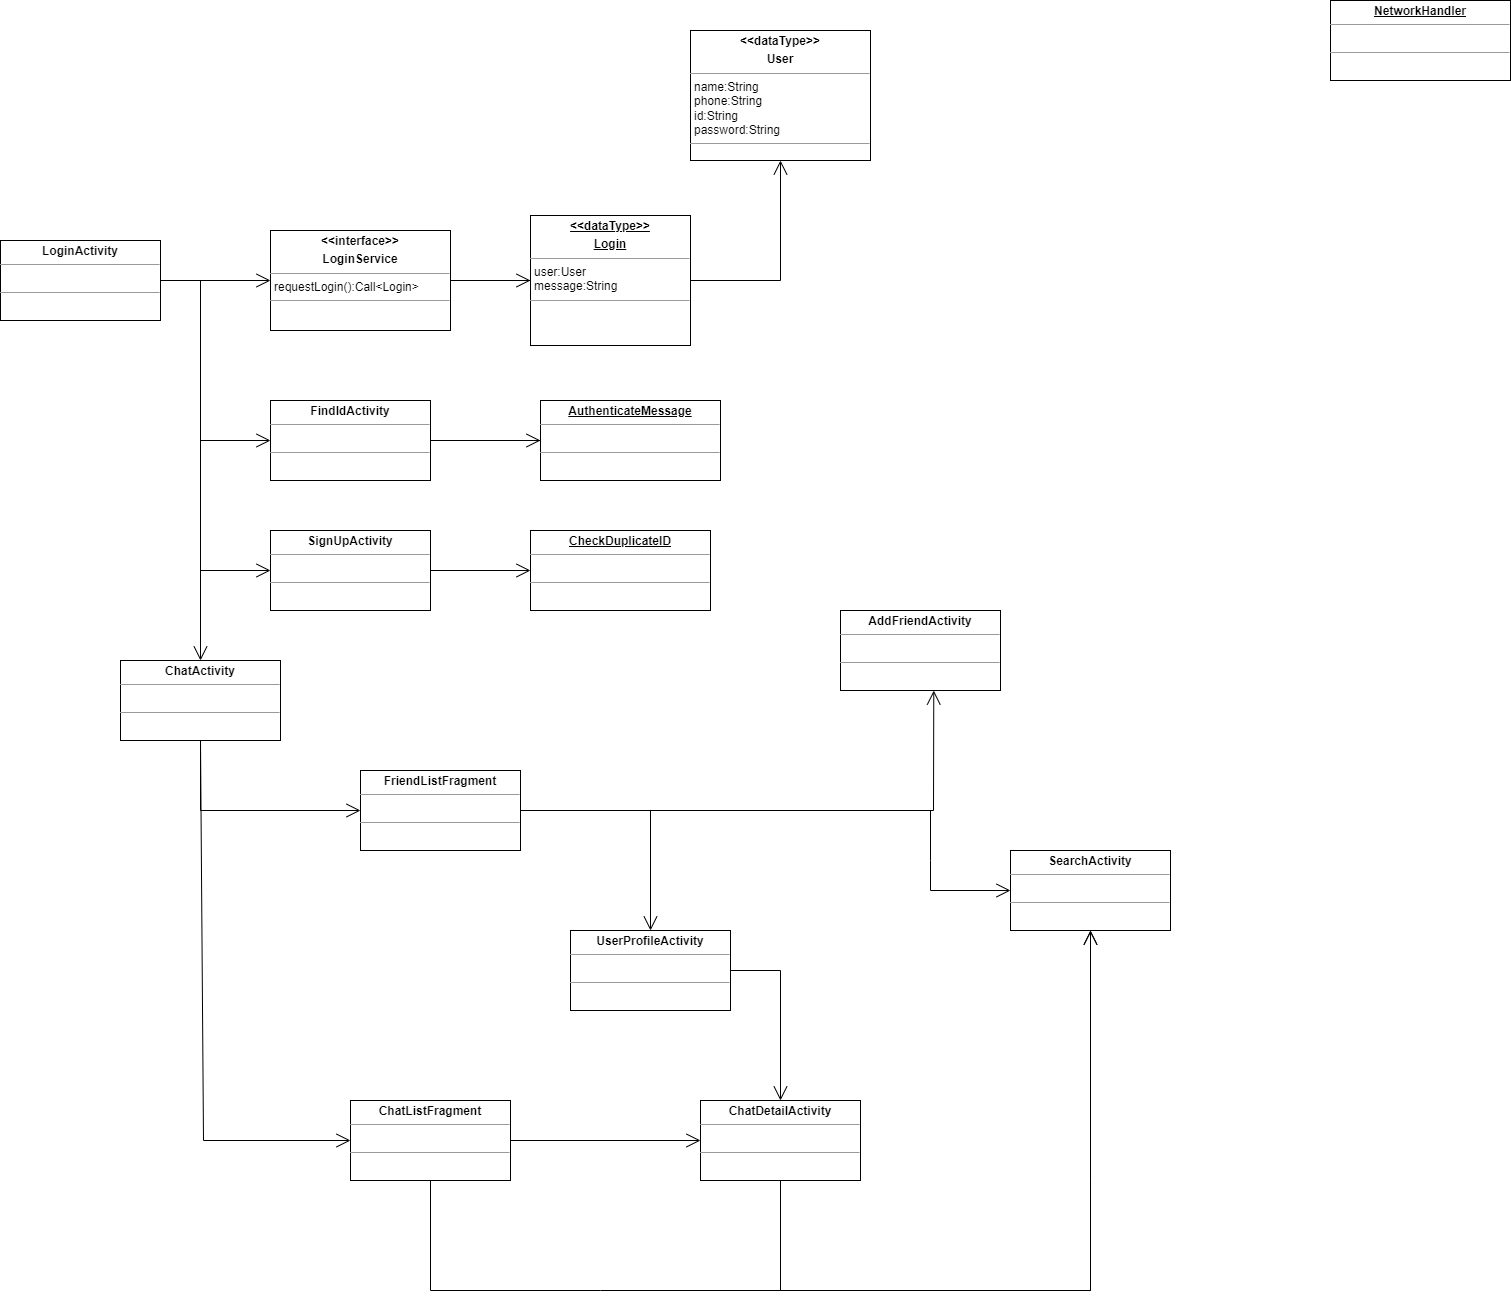 NetworkHandler
<<dataType>>
User
name:String
phone:String
id:String
password:String
LoginActivity
<<interface>>
LoginService
requestLogin():Call<Login>
<<dataType>>
Login
user:User
message:String
FindIdActivity
AuthenticateMessage
SignUpActivity
CheckDuplicateID
AddFriendActivity
ChatActivity
FriendListFragment
SearchActivity
UserProfileActivity
ChatListFragment
ChatDetailActivity